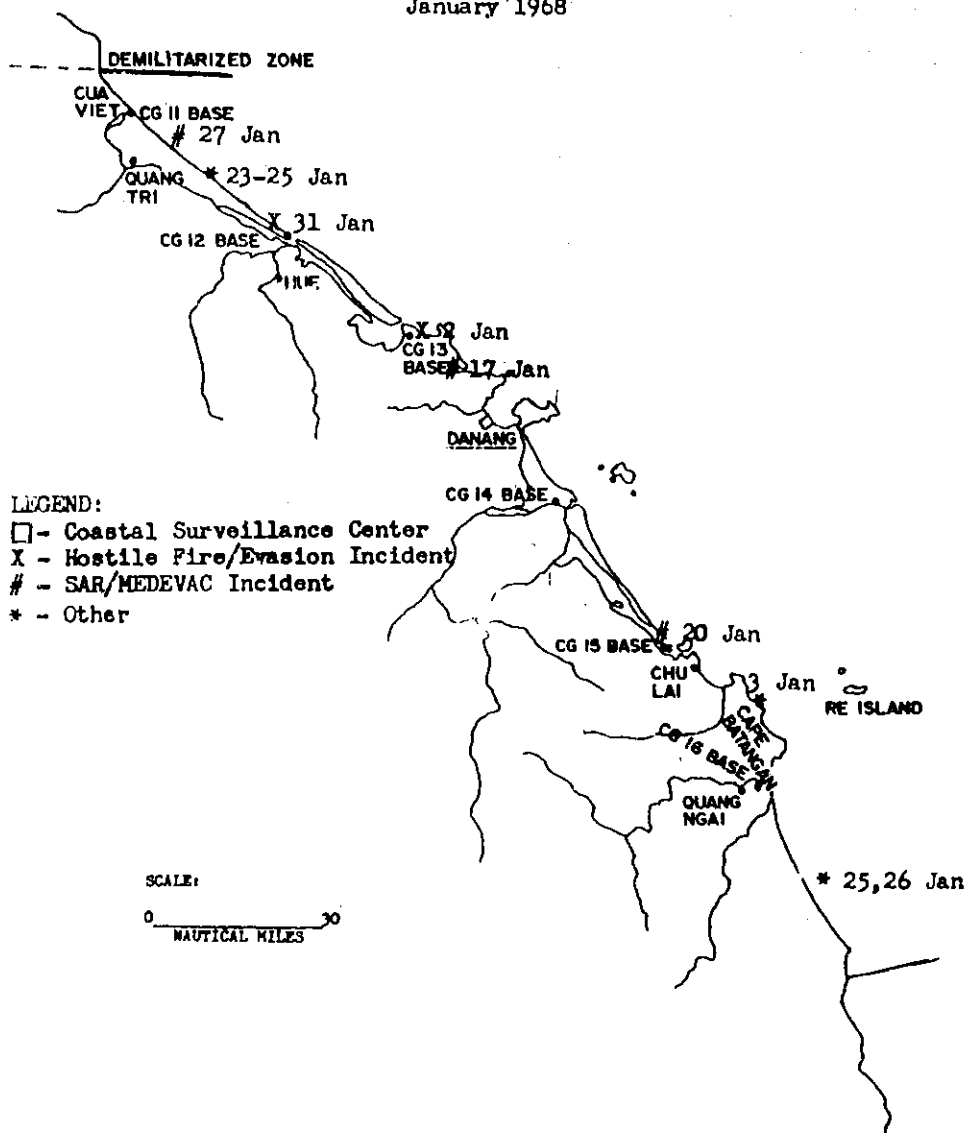 January 1968
DEMILITARIZED ZONE
CUA
VIET
CG 11 BASE
# 27 Jan
* 23-25 Jan
QUANG
TRI
X 31 Jan
CG 12 BASE
HUE
X 2 Jan
CG 13
BASE
# 17 Jan
DANANG
CG 14 BASE
LEGEND:
□ - Coastal Surveillance Center
X - Hostile Fire/Evasion Incident
# - SAR/MEDEVAC Incident
* - Other
# 20 Jan
CG 15 BASE
CHU
LAI
3 Jan
*
RE ISLAND
CAPE
BATANGAN
CG 16 BASE
QUANG
NGAI
* 25,26 Jan
SCALE:
0 30
NAUTICAL MILES